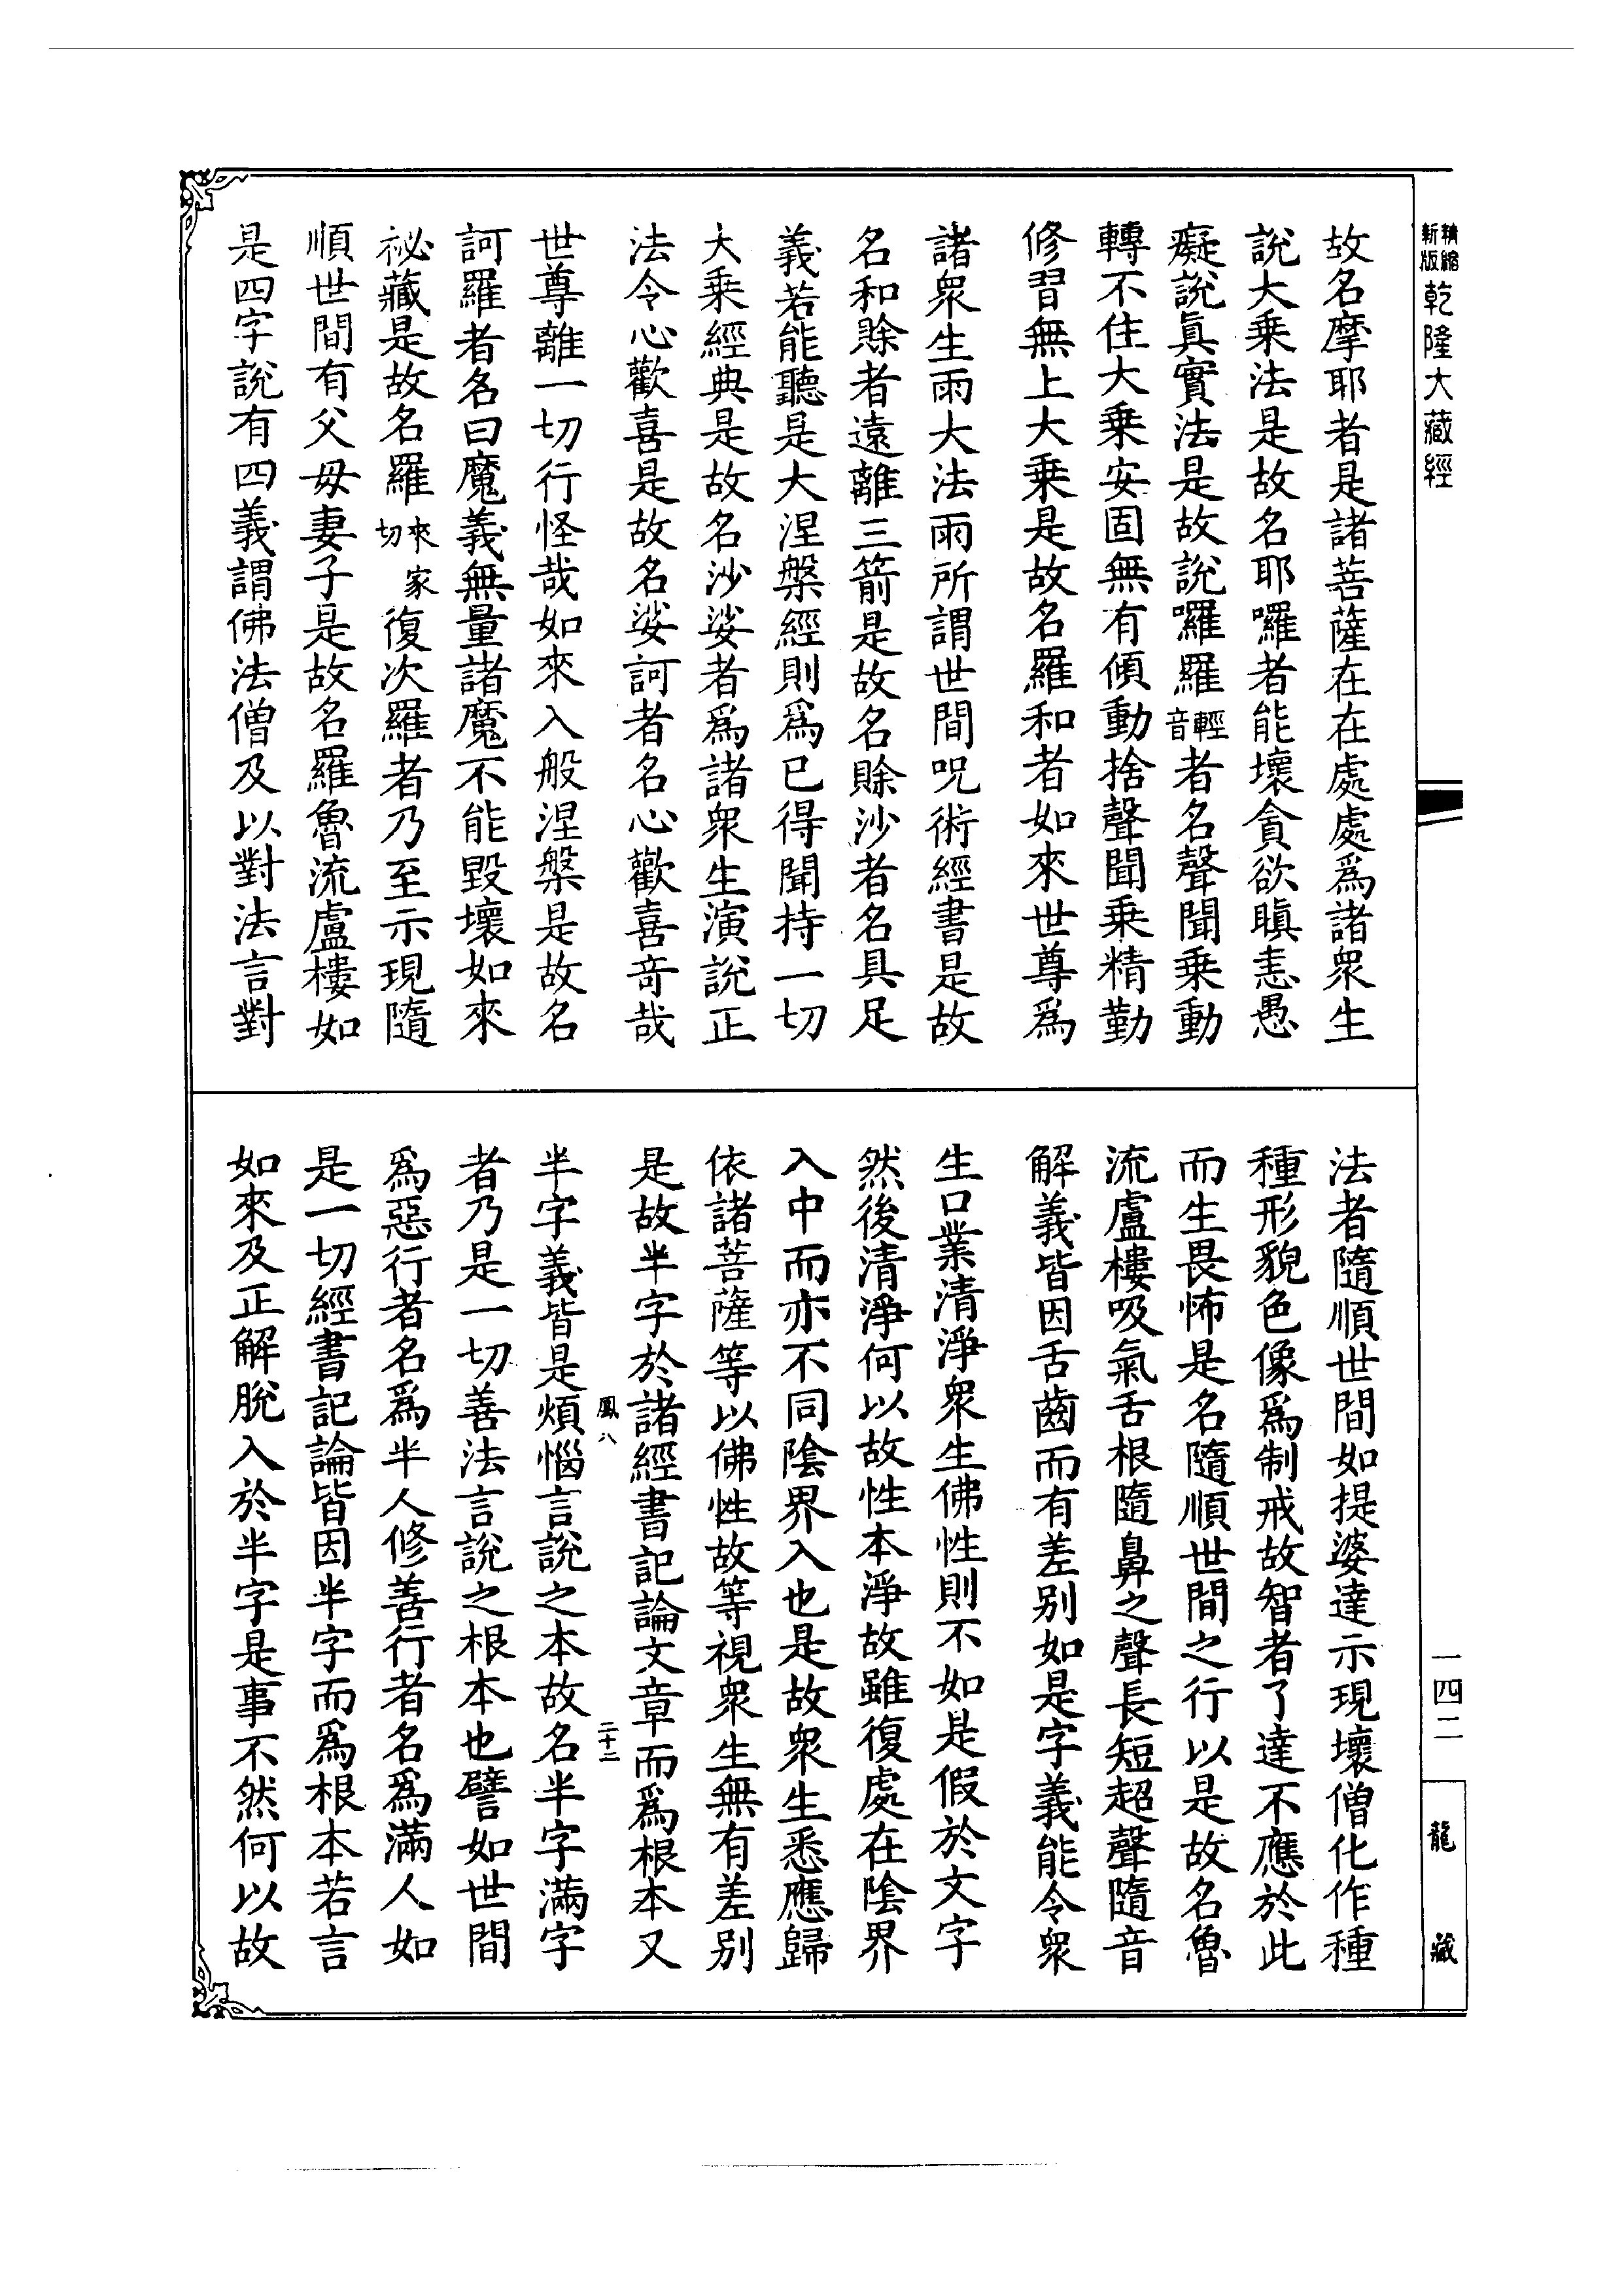 精縮
新版
乾隆大藏經
故名摩耶者是諸菩薩在在處處爲諸衆生
說大乘法是故名耶囉者能壞貪欲瞋恚愚
癡說眞實法是故說囉羅輕音者名聲聞乘動
轉不住大乘安固無有傾動捨聲聞乘精勤
修習無上大乘是故名羅和者如來世尊爲
諸衆生雨大法雨所謂世間呪術經書是故
名和賒者遠離三箭是故名賒沙者名具足
義若能聽是大涅槃經則爲已得聞持一切
大乘經典是故名沙娑者爲諸衆生演說正
法令心歡喜是故名娑訶者名心歡喜奇哉
世尊離一切行怪哉如來入般涅槃是故名
訶羅者名曰魔義無量諸魔不能毀壞如來
祕藏是故名羅來家切復次羅者乃至示現隨
順世間有父母妻子是故名羅魯流盧樓如
是四字說有四義謂佛法僧及以對法言對
法者隨順世間如提婆達示現壞僧化作種
種形貌色像爲制戒故智者了達不應於此
而生畏怖是名隨順世間之行以是故名魯
流盧樓吸氣舌根隨鼻之聲長短超聲隨音
解義皆因舌齒而有差別如是字義能令衆
生口業清淨衆生佛性則不如是假於文字
然後清淨何以故性本淨故雖復處在陰界
入中而亦不同陰界入也是故衆生悉應歸
依諸菩薩等以佛性故等視衆生無有差別
是故半字於諸經書記論文章而爲根本又
鳳八
二十二
半字義皆是煩惱言說之本故名半字滿字
者乃是一切善法言說之根本也譬如世間
爲惡行者名爲半人修善行者名爲滿人如
是一切經書記論皆因半字而爲根本若言
如來及正解脫入於半字是事不然何以故
一四二
龍藏